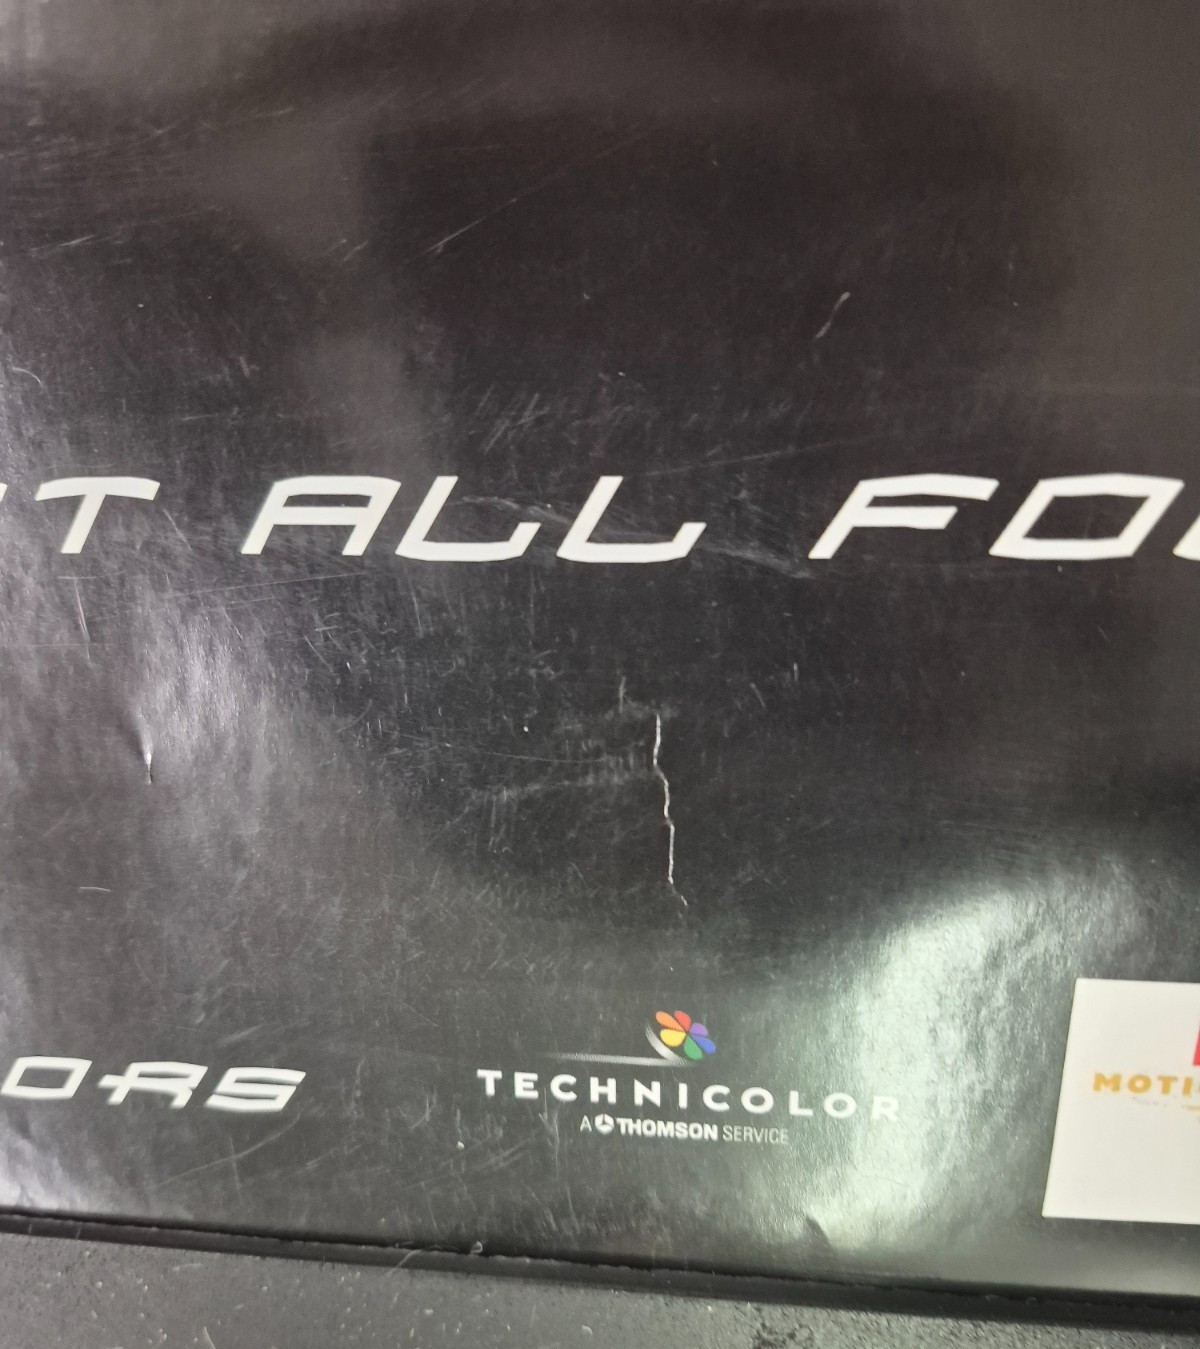 T ALL FO
ORS
TECHNICOLOR
A THOMSON SERVICE
MOTI